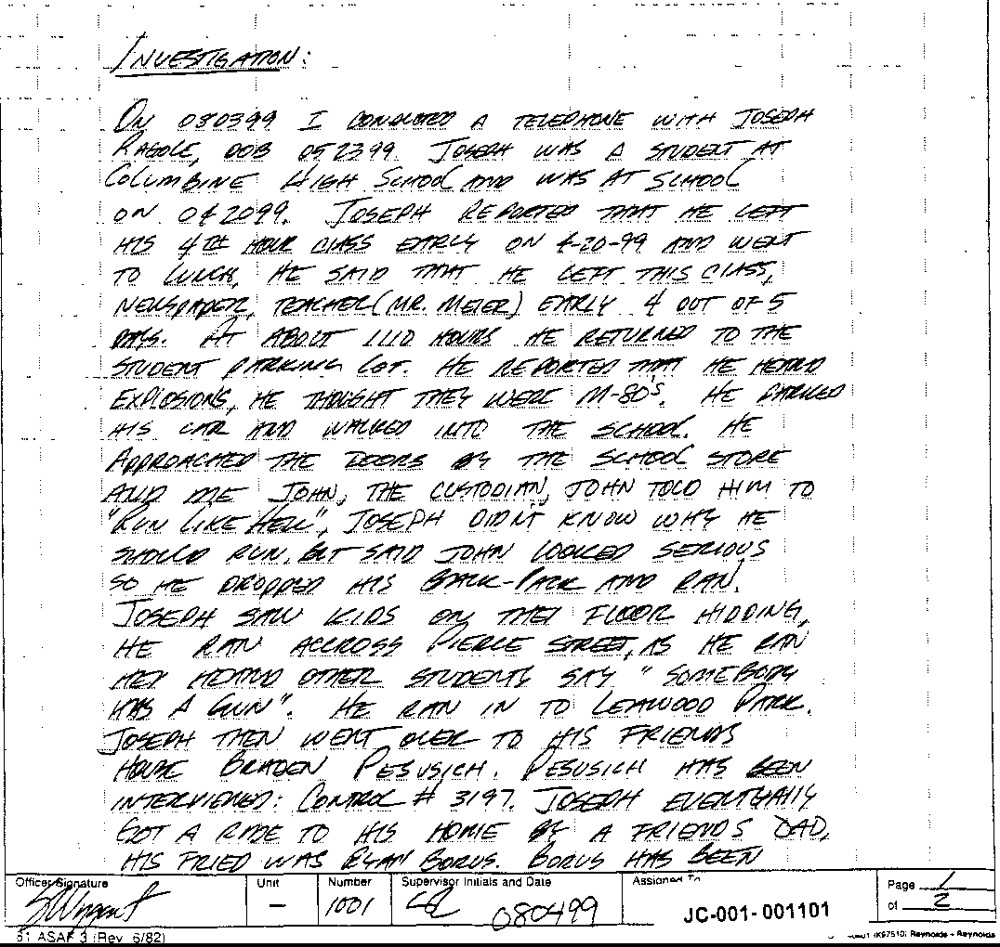 INVESTIGATION:
ON 080399 I CONDUCTED A TELEPHONE WITH JOSEPH
DOB 052399. JOSEPH WAS A STUDENT AT
COLUMBINE HIGH SCHOOL AND WAS AT SCHOOL
ON 042099. JOSEPH REPORTED THAT HE LEFT
HIS 4TH HOUR CLASS EARLY ON 4-20-99 AND WENT
TO LUNCH, HE SAID THAT HE LEFT THIS CLASS,
NEWSPAPER, TEACHER (MR. MEIER) EARLY 4 OUT OF 5
DAYS. AT ABOUT 1110 HOURS HE RETURNED TO THE
STUDENT PARKING LOT. HE REPORTED THAT HE HEARD
EXPLOSIONS, HE THOUGHT THEY WERE M-80'S. HE PARKED
HIS CAR AND WALKED INTO THE SCHOOL. HE
APPROACHED THE DOORS BY THE SCHOOL STORE
AND ME JOHN, THE CUSTODIAN, JOHN TOLD HIM TO
"RUN LIKE HELL", JOSEPH DIDN'T KNOW WHY HE
SHOULD RUN, BUT SAID JOHN LOOKED SERIOUS
SO HE DROPPED HIS BACK-PACK AND RAN.
JOSEPH SAW KIDS ON THE FLOOR HIDDING,
HE RAN ACCROSS PIERCE STREET, AS HE RAN
HEARD OTHER STUDENTS SAY "SOMEBODY
HAS A GUN". HE RAN IN TO LEAWOOD PARK.
JOSEPH THEN WENT OVER TO HIS FRIENDS
HOUSE BRADEN PESUSICH. PESUSICH HAS BEEN
INTERVIEWED: CONTROL # 3197. JOSEPH EVENTUALLY
GOT A RIDE TO HIS HOME BY A FRIENDS DAD,
HIS FRIED WAS RYAN BORUS. BORUS HAS BEEN
Officer Signature
Unit
–
Number
1001
Supervisor Initials and Date
080499
Assigned To
JC-001-001101
Page 1
of 2
51 ASAF 3 (Rev. 6/82)
(K97510) Reynolds + Reynolds